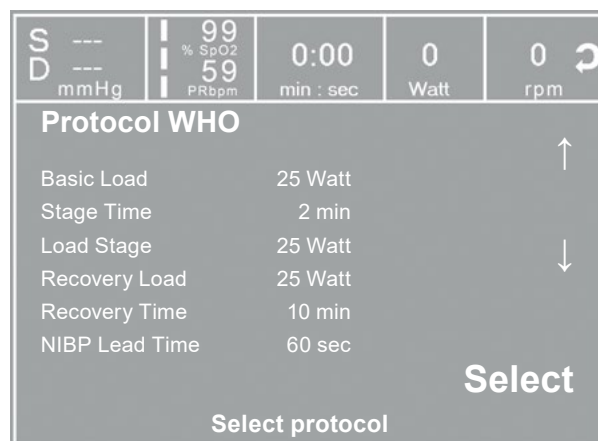 S ---
D ---
mmHg
99
% SpO2
59
PRbpm
0:00
min : sec
0
Watt
0
rpm
Protocol WHO
↑
Basic Load 25 Watt
Stage Time 2 min
Load Stage 25 Watt
↓
Recovery Load 25 Watt
Recovery Time 10 min
NIBP Lead Time 60 sec
Select
Select protocol